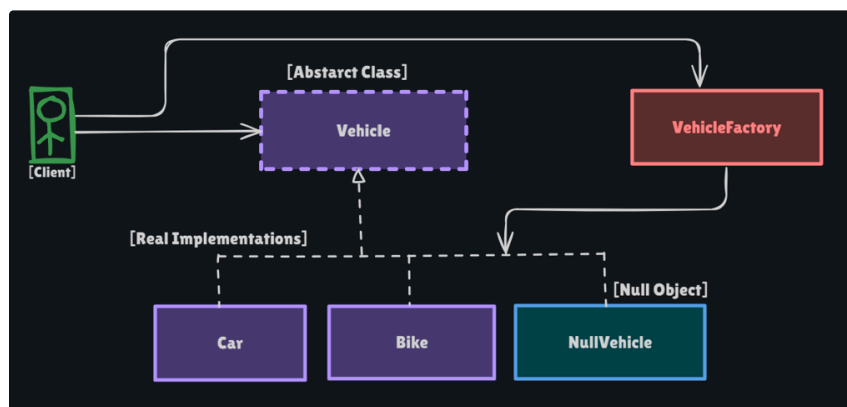 [Abstarct Class]
Vehicle
VehicleFactory
[Client]
[Real Implementations]
[Null Object]
Car
Bike
NullVehicle